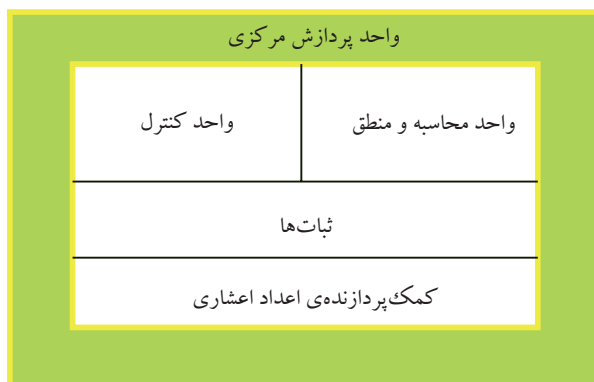 واحد پردازش مرکزی
واحد محاسبه و منطق
واحد کنترل
ثبات‌ها
کمک‌پردازنده‌ی اعداد اعشاری